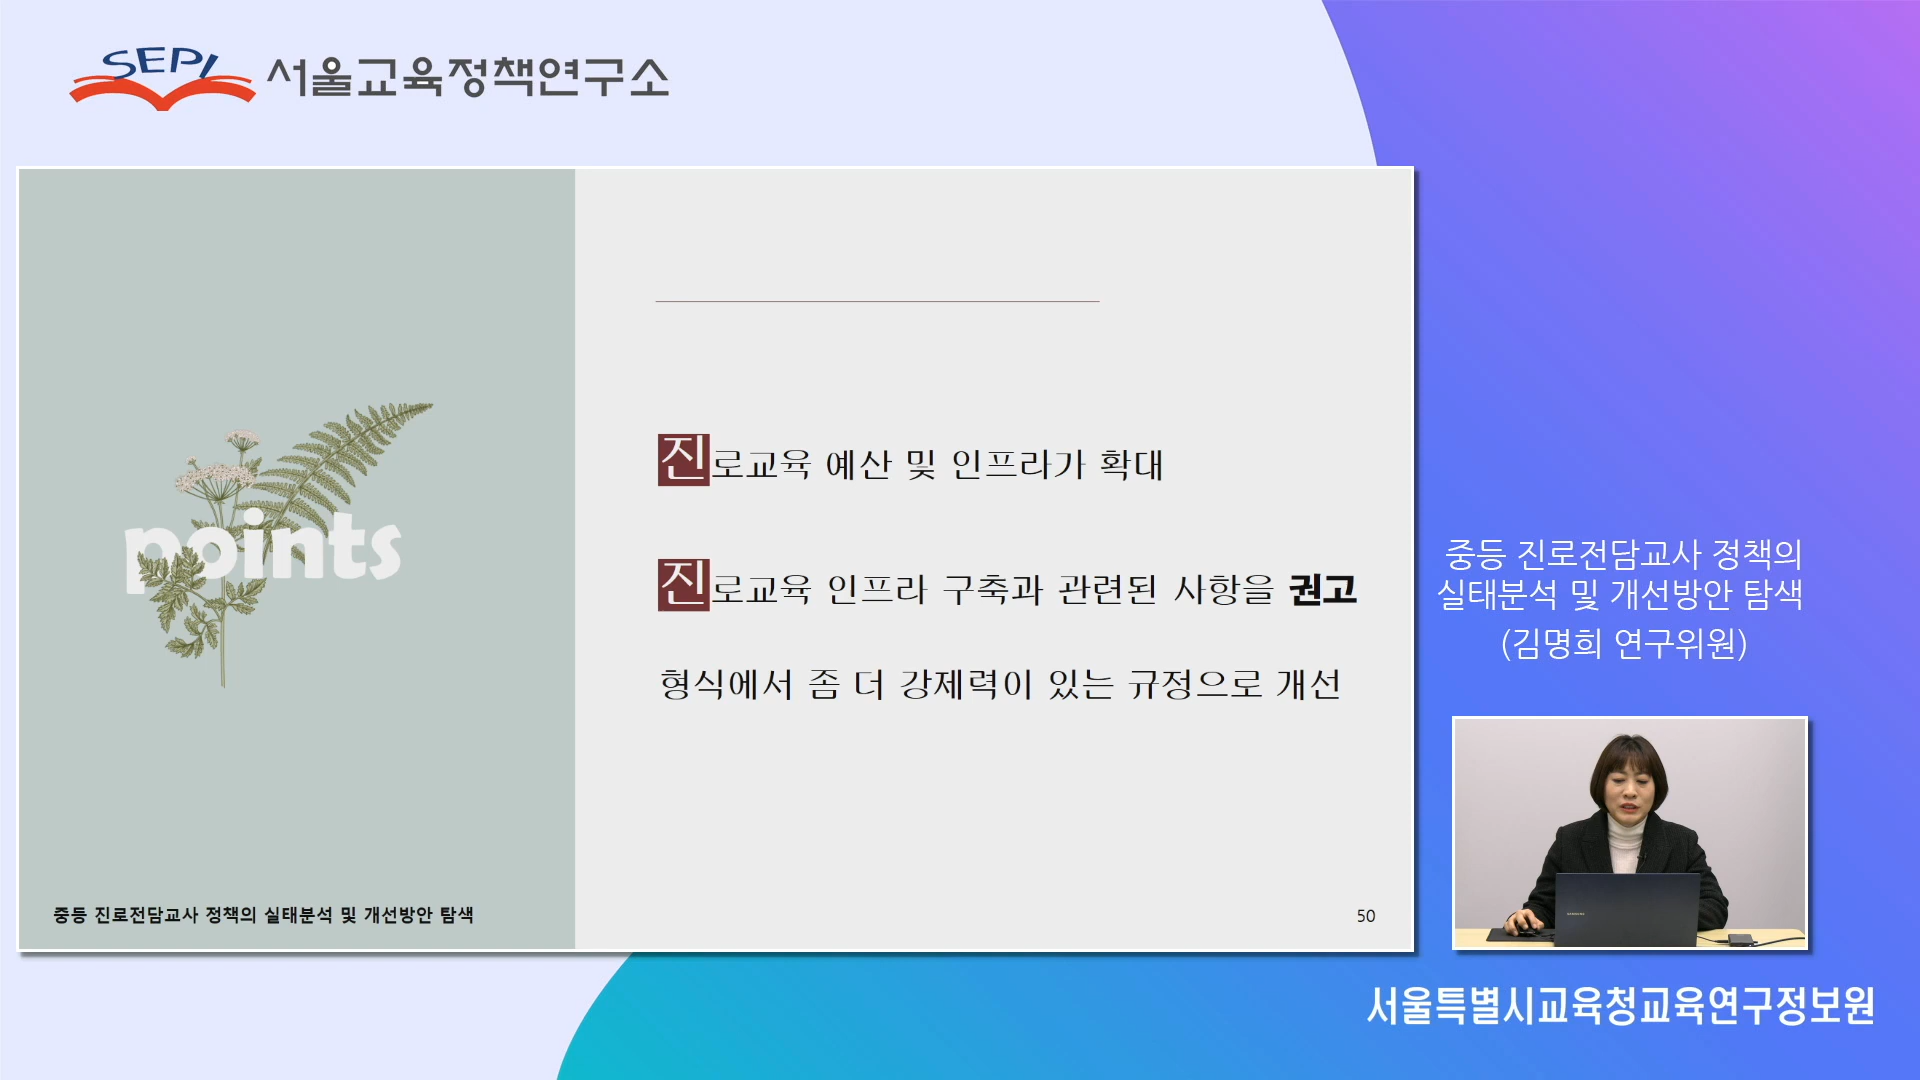 SEPI 서울교육정책연구소
points
진로교육 예산 및 인프라가 확대
진로교육 인프라 구축과 관련된 사항을 권고
형식에서 좀 더 강제력이 있는 규정으로 개선
중등 진로전담교사 정책의 실태분석 및 개선방안 탐색
50
중등 진로전담교사 정책의
실태분석 및 개선방안 탐색
(김명희 연구위원)
SAMSUNG
서울특별시교육청교육연구정보원